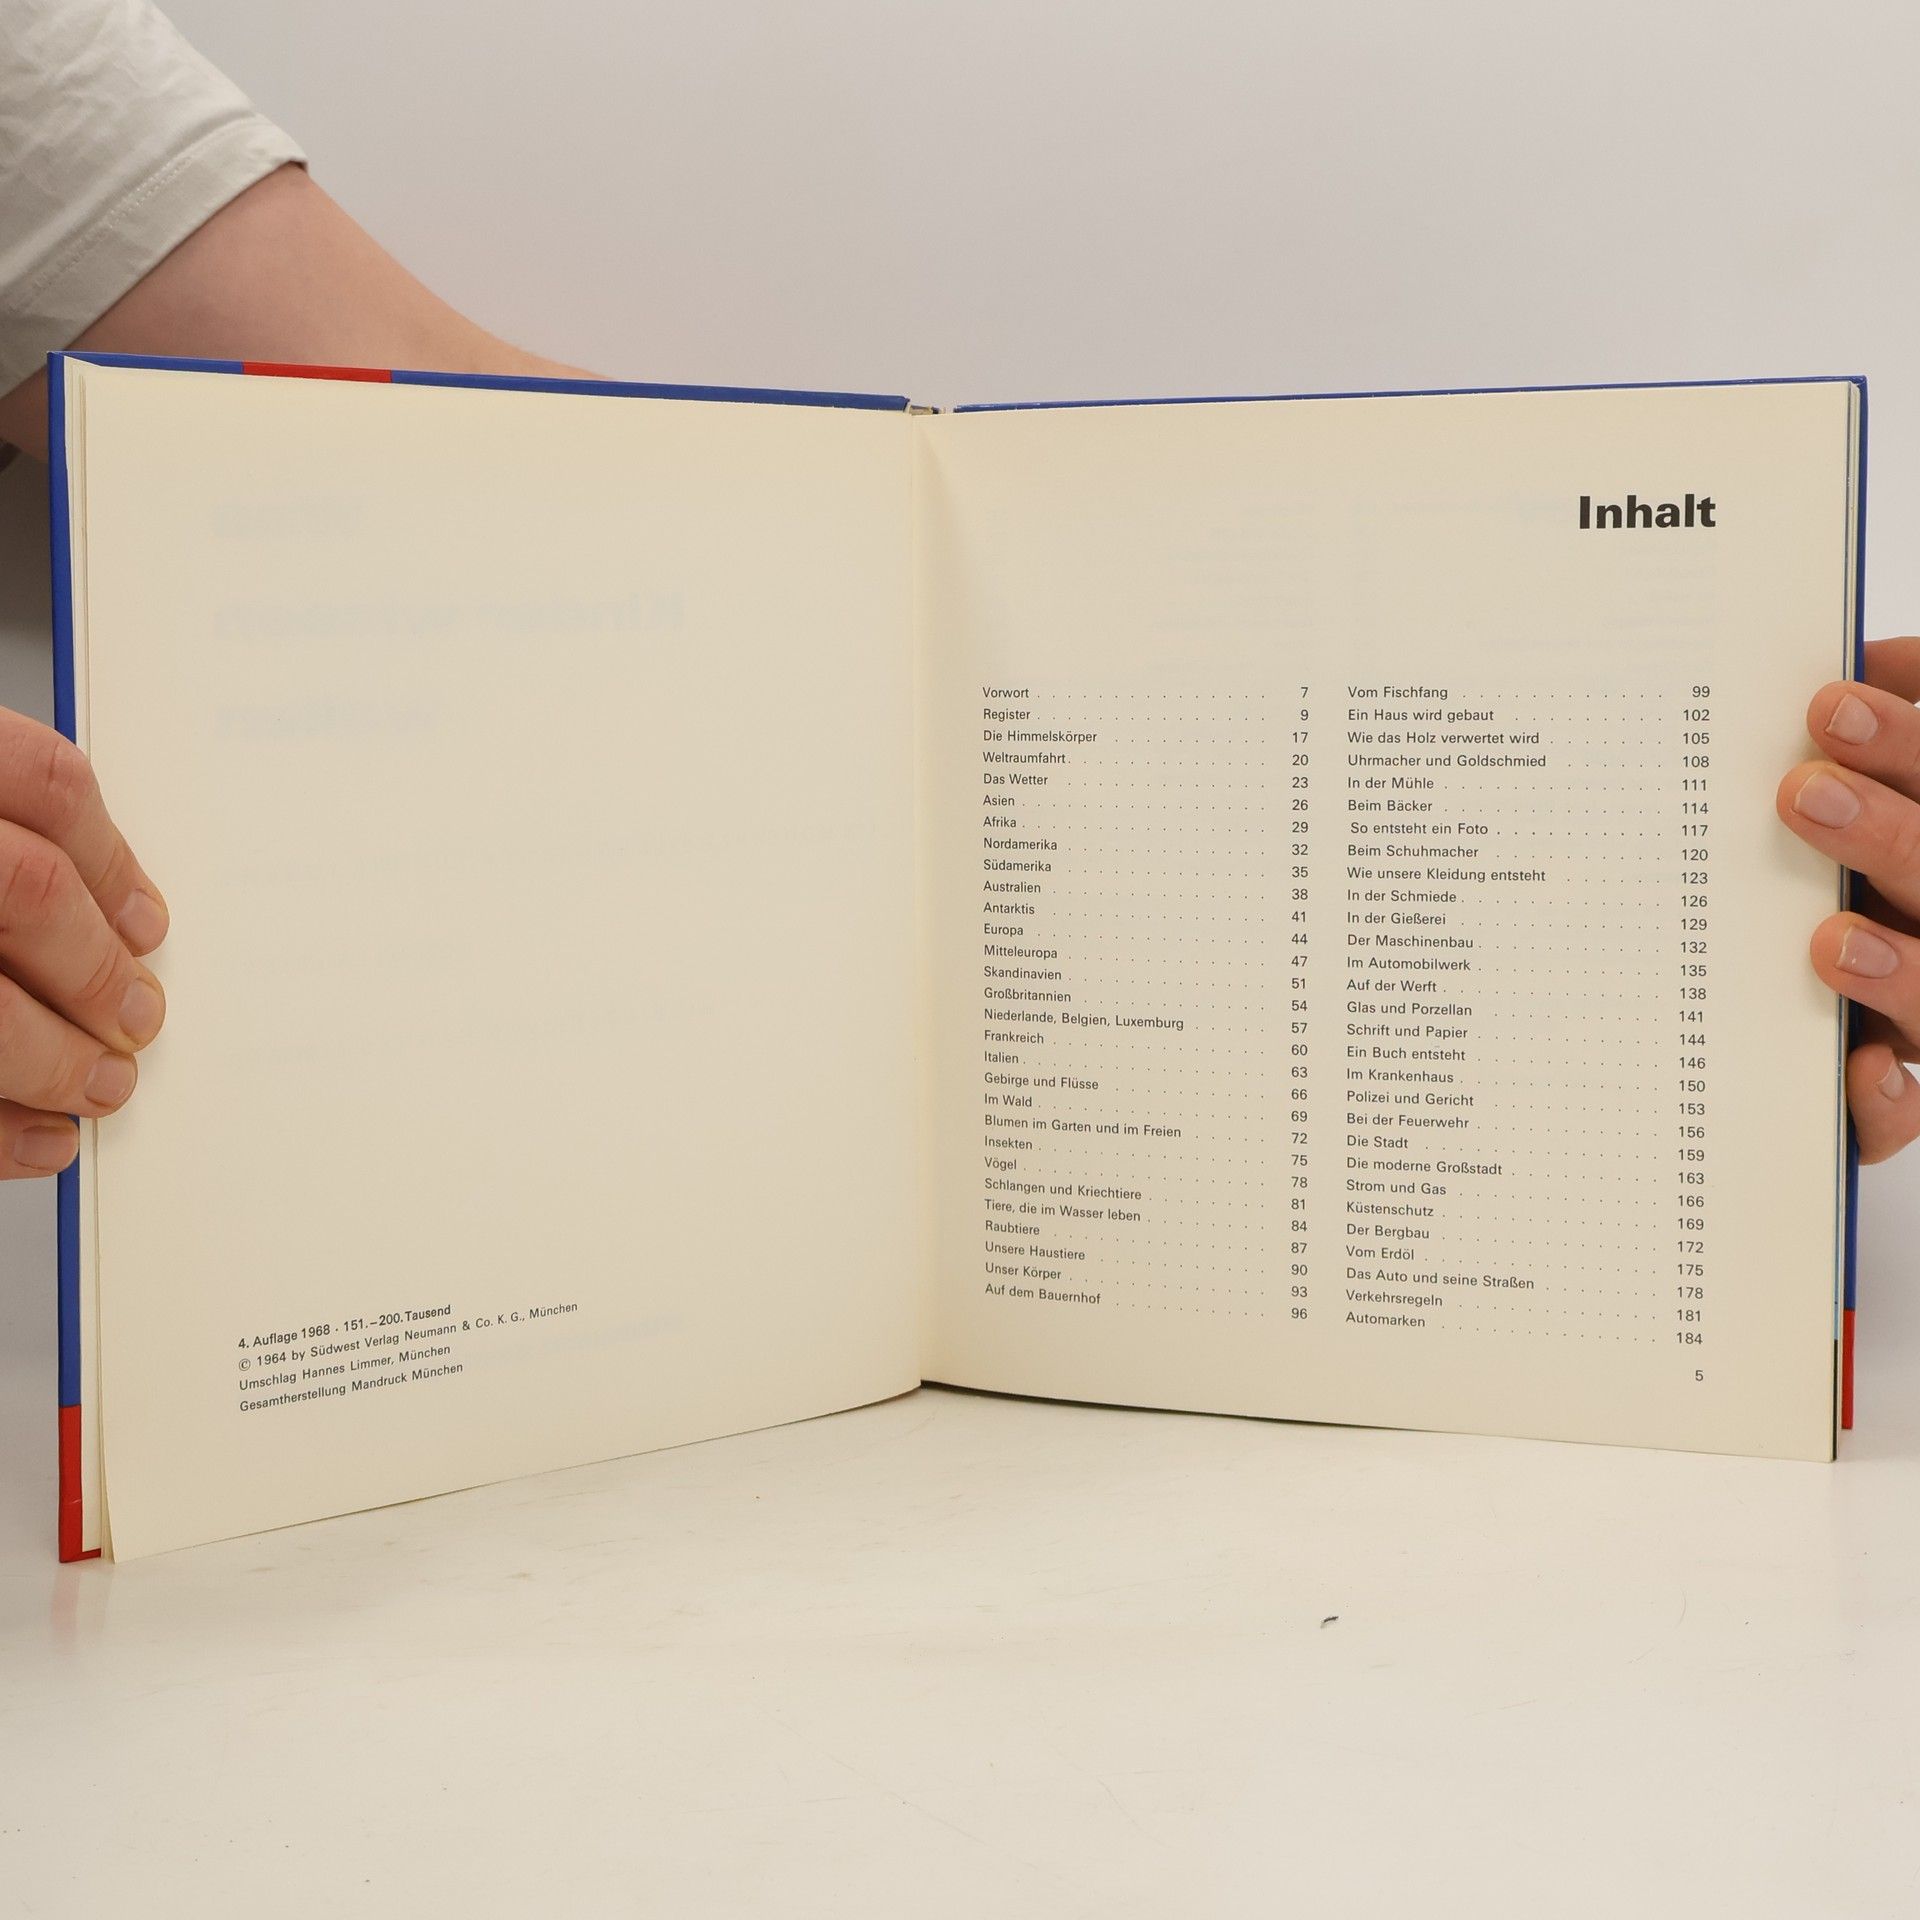 4. Auflage 1968 · 151.–200. Tausend
© 1964 by Südwest Verlag Neumann & Co. K. G., München
Umschlag Hannes Limmer, München
Gesamtherstellung Mandruck München
Inhalt
Vorwort . . . . . . . . . . . . . . . 7
Register . . . . . . . . . . . . . . . 9
Die Himmelskörper . . . . . . . . . . 17
Weltraumfahrt . . . . . . . . . . . . . 20
Das Wetter . . . . . . . . . . . . . 23
Asien . . . . . . . . . . . . . . . . 26
Afrika . . . . . . . . . . . . . . . . 29
Nordamerika . . . . . . . . . . . . . 32
Südamerika . . . . . . . . . . . . . 35
Australien . . . . . . . . . . . . . . 38
Antarktis . . . . . . . . . . . . . . 41
Europa . . . . . . . . . . . . . . . 44
Mitteleuropa . . . . . . . . . . . . . 47
Skandinavien . . . . . . . . . . . . . 51
Großbritannien . . . . . . . . . . . . 54
Niederlande, Belgien, Luxemburg . . . . . 57
Frankreich . . . . . . . . . . . . . . 60
Italien . . . . . . . . . . . . . . . . 63
Gebirge und Flüsse . . . . . . . . . . 66
Im Wald . . . . . . . . . . . . . . . 69
Blumen im Garten und im Freien . . . . . 72
Insekten . . . . . . . . . . . . . . . 75
Vögel . . . . . . . . . . . . . . . . 78
Schlangen und Kriechtiere . . . . . . . . 81
Tiere, die im Wasser leben . . . . . . . . 84
Raubtiere . . . . . . . . . . . . . . 87
Unsere Haustiere . . . . . . . . . . . 90
Unser Körper . . . . . . . . . . . . . 93
Auf dem Bauernhof . . . . . . . . . . 96
Vom Fischfang . . . . . . . . . . . . 99
Ein Haus wird gebaut . . . . . . . . . 102
Wie das Holz verwertet wird . . . . . . . 105
Uhrmacher und Goldschmied . . . . . . 108
In der Mühle . . . . . . . . . . . . . 111
Beim Bäcker . . . . . . . . . . . . . 114
So entsteht ein Foto . . . . . . . . . . 117
Beim Schuhmacher . . . . . . . . . . 120
Wie unsere Kleidung entsteht . . . . . . 123
In der Schmiede . . . . . . . . . . . . 126
In der Gießerei . . . . . . . . . . . . 129
Der Maschinenbau . . . . . . . . . . . 132
Im Automobilwerk . . . . . . . . . . . 135
Auf der Werft . . . . . . . . . . . . . 138
Glas und Porzellan . . . . . . . . . . 141
Schrift und Papier . . . . . . . . . . . 144
Ein Buch entsteht . . . . . . . . . . . 146
Im Krankenhaus . . . . . . . . . . . . 150
Polizei und Gericht . . . . . . . . . . 153
Bei der Feuerwehr . . . . . . . . . . . 156
Die Stadt . . . . . . . . . . . . . . 159
Die moderne Großstadt . . . . . . . . . 163
Strom und Gas . . . . . . . . . . . . 166
Küstenschutz . . . . . . . . . . . . . 169
Der Bergbau . . . . . . . . . . . . . 172
Vom Erdöl . . . . . . . . . . . . . . 175
Das Auto und seine Straßen . . . . . . . 178
Verkehrsregeln . . . . . . . . . . . . 181
Automarken . . . . . . . . . . . . . 184
5